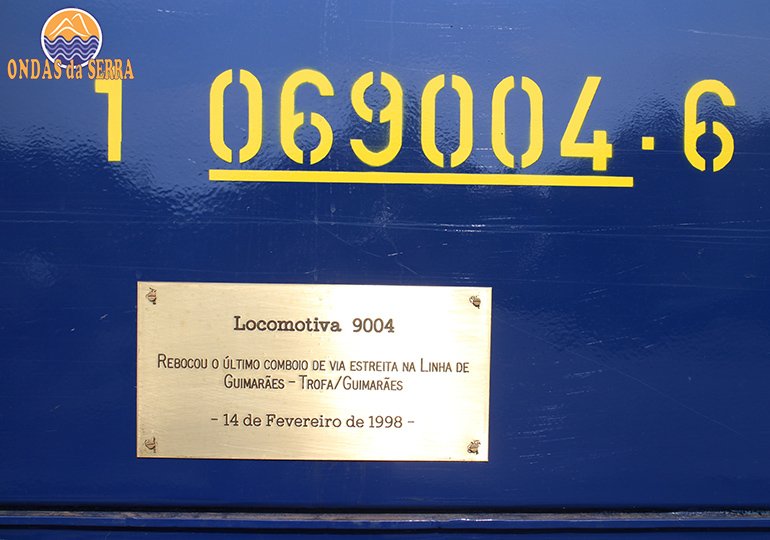 ONDAS da SERRA
1 069004·6
Locomotiva 9004
REBOCOU O ÚLTIMO COMBOIO DE VIA ESTREITA NA LINHA DE
GUIMARÃES – TROFA/GUIMARÃES
- 14 de Fevereiro de 1998 -